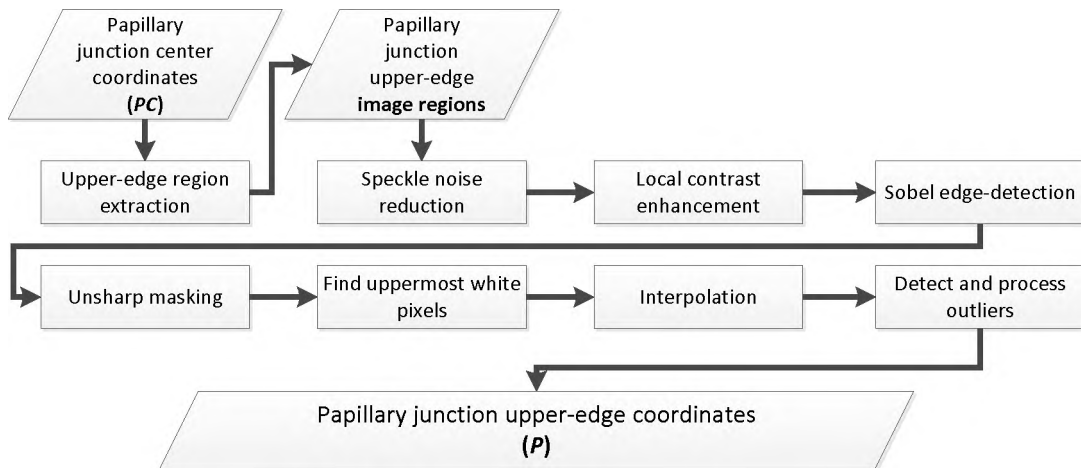 Papillary
junction center
coordinates
(PC)
Papillary
junction
upper-edge
image regions
Upper-edge region
extraction
Speckle noise
reduction
Local contrast
enhancement
Sobel edge-detection
Unsharp masking
Find uppermost white
pixels
Interpolation
Detect and process
outliers
Papillary junction upper-edge coordinates
(P)